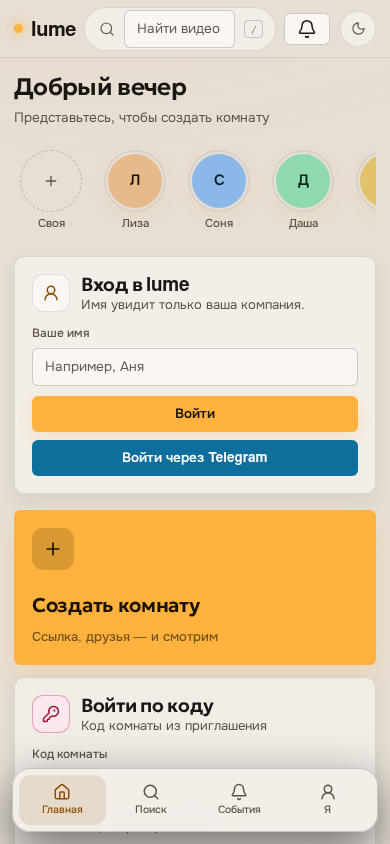 lume
Найти видео
/
Добрый вечер
Представьтесь, чтобы создать комнату
+
Л
С
Д
Своя
Лиза
Соня
Даша
Вход в lume
Имя увидит только ваша компания.
Ваше имя
Например, Аня
Войти
Войти через Telegram
Создать комнату
Ссылка, друзья — и смотрим
Войти по коду
Код комнаты из приглашения
Код комнаты
Главная
Поиск
События
Я